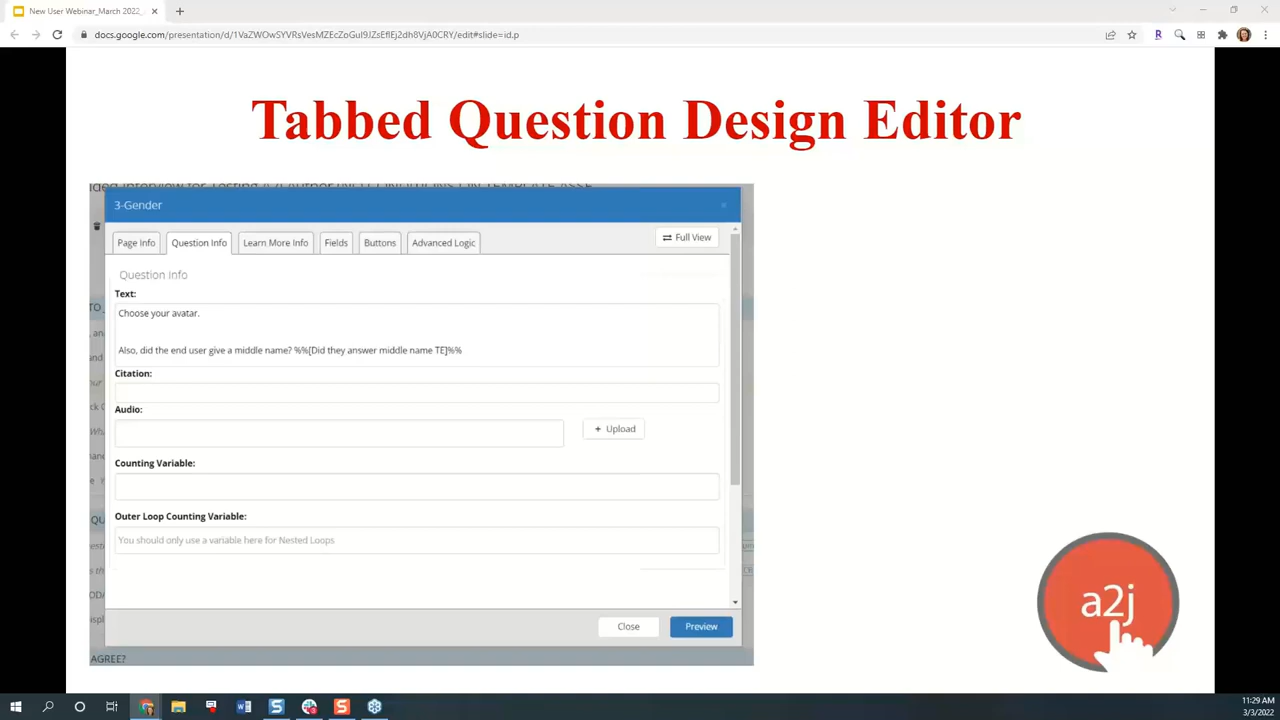 New User Webinar_March 2022_
docs.google.com/presentation/d/1VaZWOwSYVRsVesMZEcZoGuI9JZsEflEj2dh8VjA0CRY/edit#slide=id.p
Tabbed Question Design Editor
3-Gender
Page Info Question Info Learn More Info Fields Buttons Advanced Logic Full View
Question Info
Text:
Choose your avatar.
Also, did the end user give a middle name? %%[Did they answer middle name TE]%%
Citation:
Audio:
+ Upload
Counting Variable:
Outer Loop Counting Variable:
You should only use a variable here for Nested Loops
Close Preview
AGREE?
a2j
11:29 AM
3/3/2022